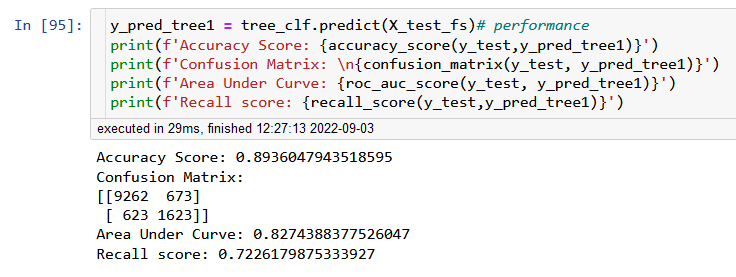 In [95]: y_pred_tree1 = tree_clf.predict(X_test_fs)# performance
print(f'Accuracy Score: {accuracy_score(y_test,y_pred_tree1)}')
print(f'Confusion Matrix: \n{confusion_matrix(y_test, y_pred_tree1)}')
print(f'Area Under Curve: {roc_auc_score(y_test, y_pred_tree1)}')
print(f'Recall score: {recall_score(y_test,y_pred_tree1)}')
executed in 29ms, finished 12:27:13 2022-09-03
Accuracy Score: 0.8936047943518595
Confusion Matrix:
[[9262 673]
[ 623 1623]]
Area Under Curve: 0.8274388377526047
Recall score: 0.7226179875333927